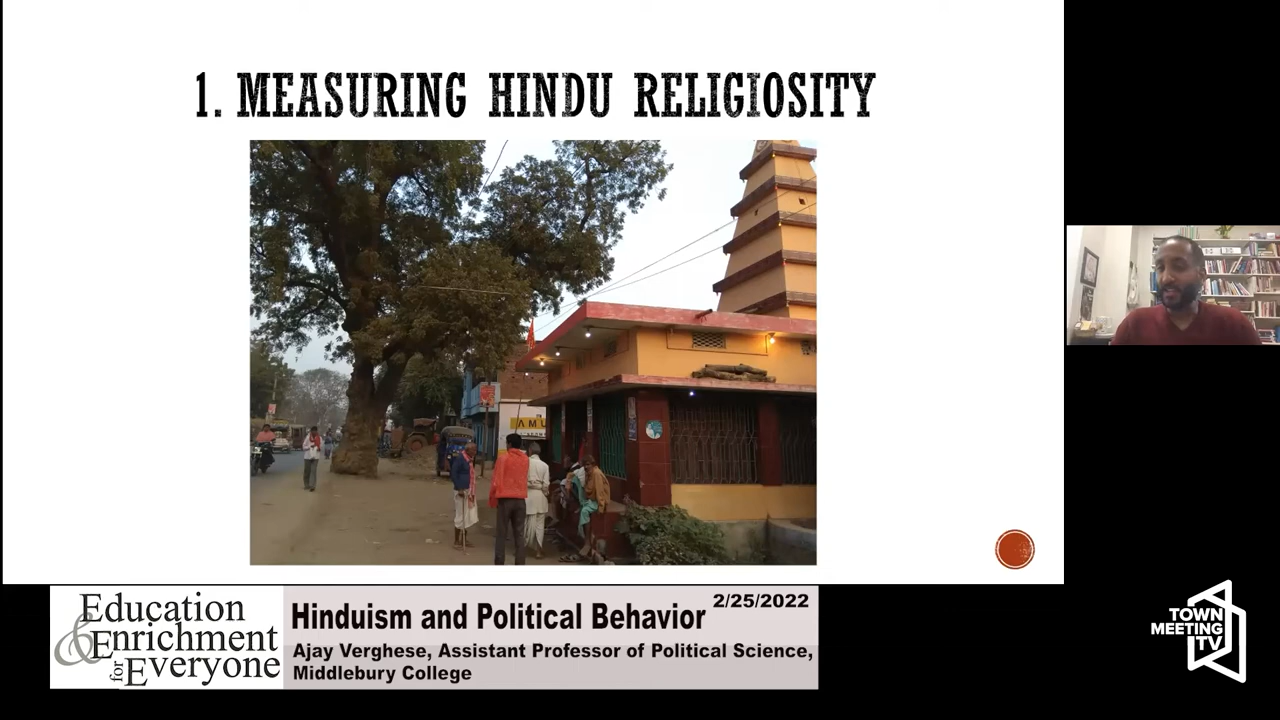 1. MEASURING HINDU RELIGIOSITY
AMU
Education
& Enrichment
for Everyone
Hinduism and Political Behavior
2/25/2022
Ajay Verghese, Assistant Professor of Political Science,
Middlebury College
TOWN
MEETING
TV